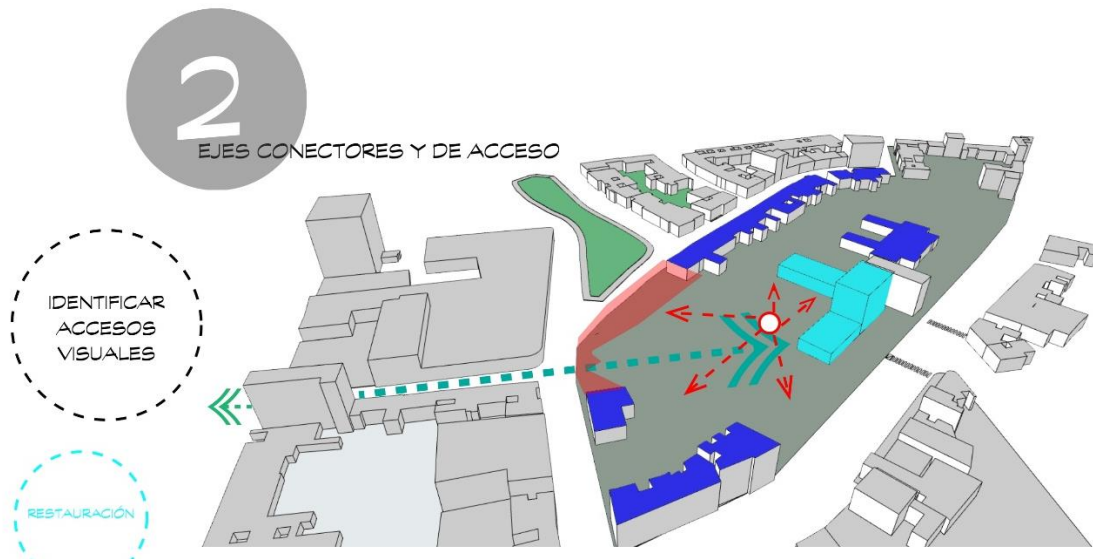 2
EJES CONECTORES Y DE ACCESO
IDENTIFICAR
ACCESOS
VISUALES
RESTAURACIÓN